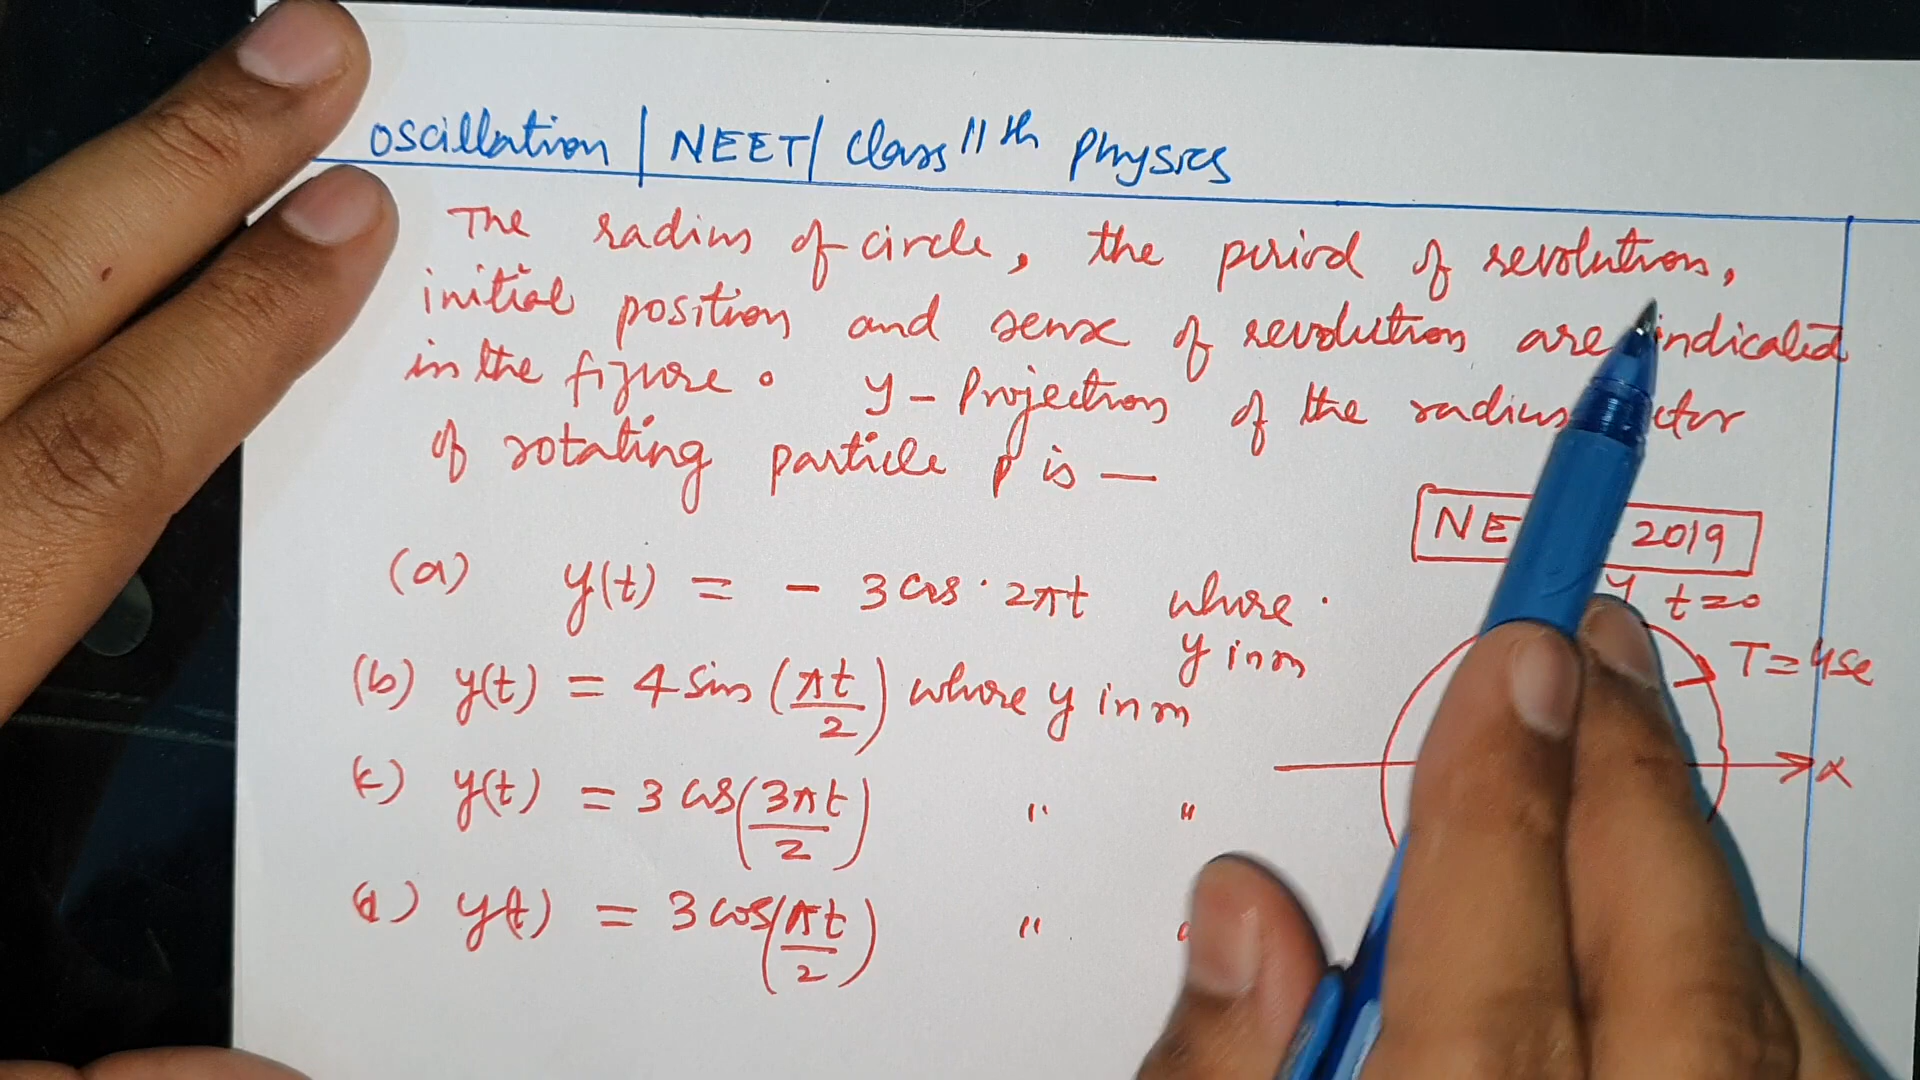 oscillation | NEET | Class 11th Physics
The radius of circle, the period of revolution,
initial position and sense of revolution are indicated
in the figure. y - Projection of the radius
of rotating particle P is —
2019
(a) y(t) = - 3 cos 2πt where
y in m
(b) y(t) = 4 sin (πt/2) where y in m
(c) y(t) = 3 cos (3πt/2) " "
(d) y(t) = 3 cos (πt/2) "
y t=0
T = 4se
x